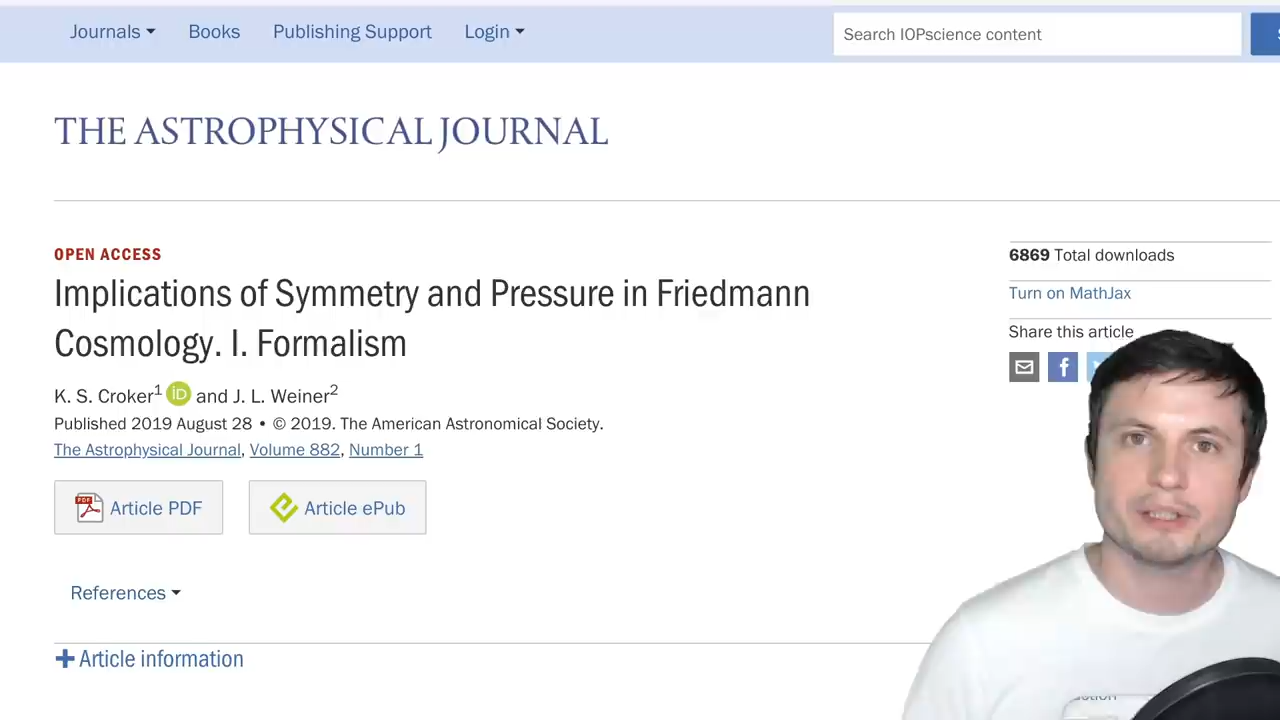 Journals Books Publishing Support Login Search IOPscience content
THE ASTROPHYSICAL JOURNAL
OPEN ACCESS
Implications of Symmetry and Pressure in Friedmann
Cosmology. I. Formalism
K. S. Croker1 iD and J. L. Weiner2
Published 2019 August 28 • © 2019. The American Astronomical Society.
The Astrophysical Journal, Volume 882, Number 1
PDF Article PDF Article ePub
References
Article information
6869 Total downloads
Turn on MathJax
Share this article
f